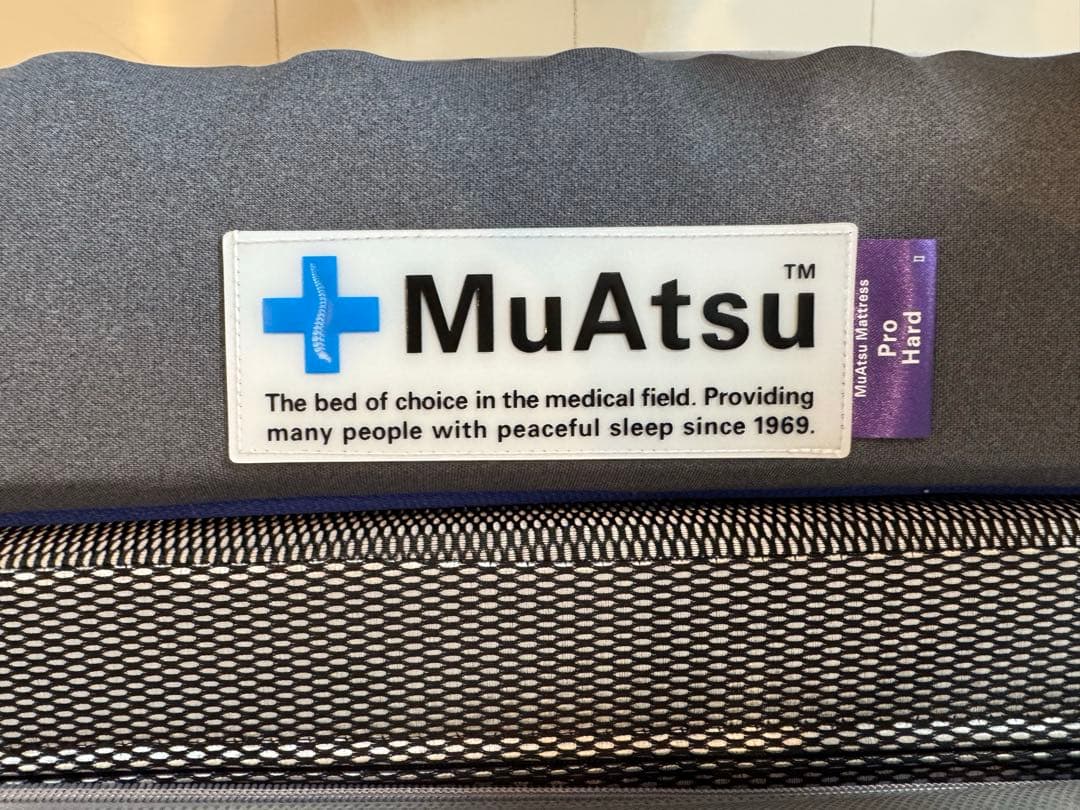 MuAtsu™
The bed of choice in the medical field. Providing
many people with peaceful sleep since 1969.
MuAtsu Mattress
Pro
Hard
II